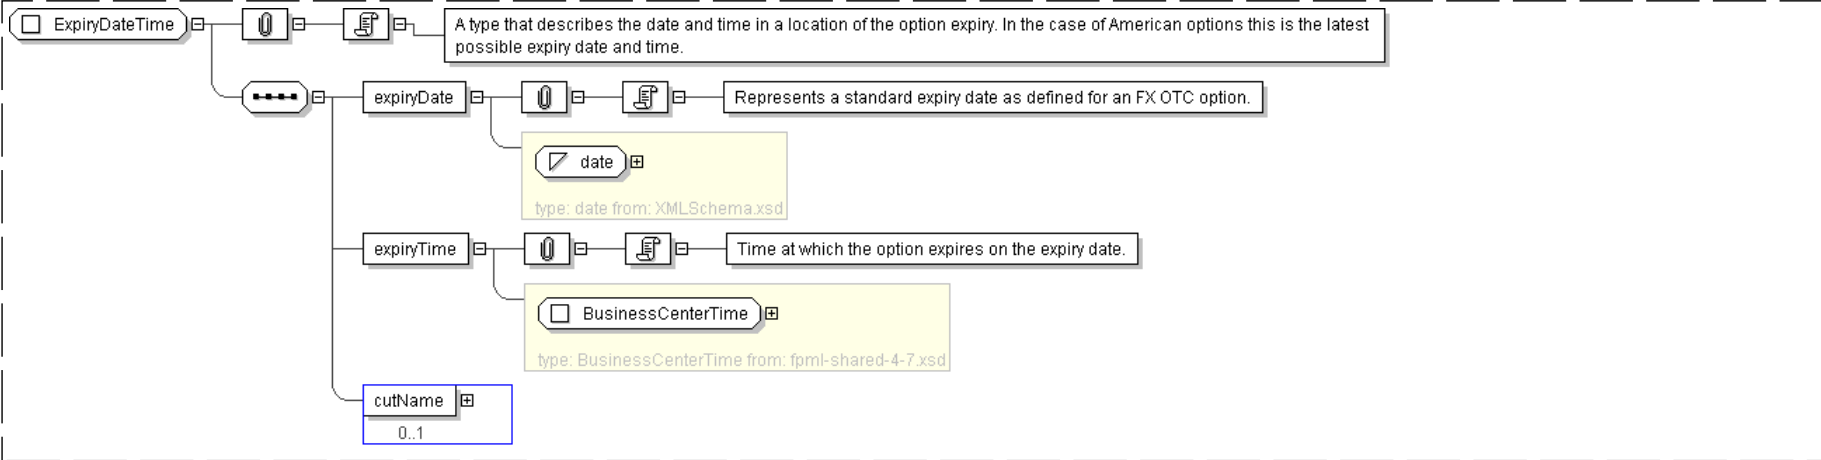 ExpiryDateTime
A type that describes the date and time in a location of the option expiry. In the case of American options this is the latest
possible expiry date and time.
expiryDate
Represents a standard expiry date as defined for an FX OTC option.
date
type: date from: XMLSchema.xsd
expiryTime
Time at which the option expires on the expiry date.
BusinessCenterTime
type: BusinessCenterTime from: fpml-shared-4-7.xsd
cutName
0..1